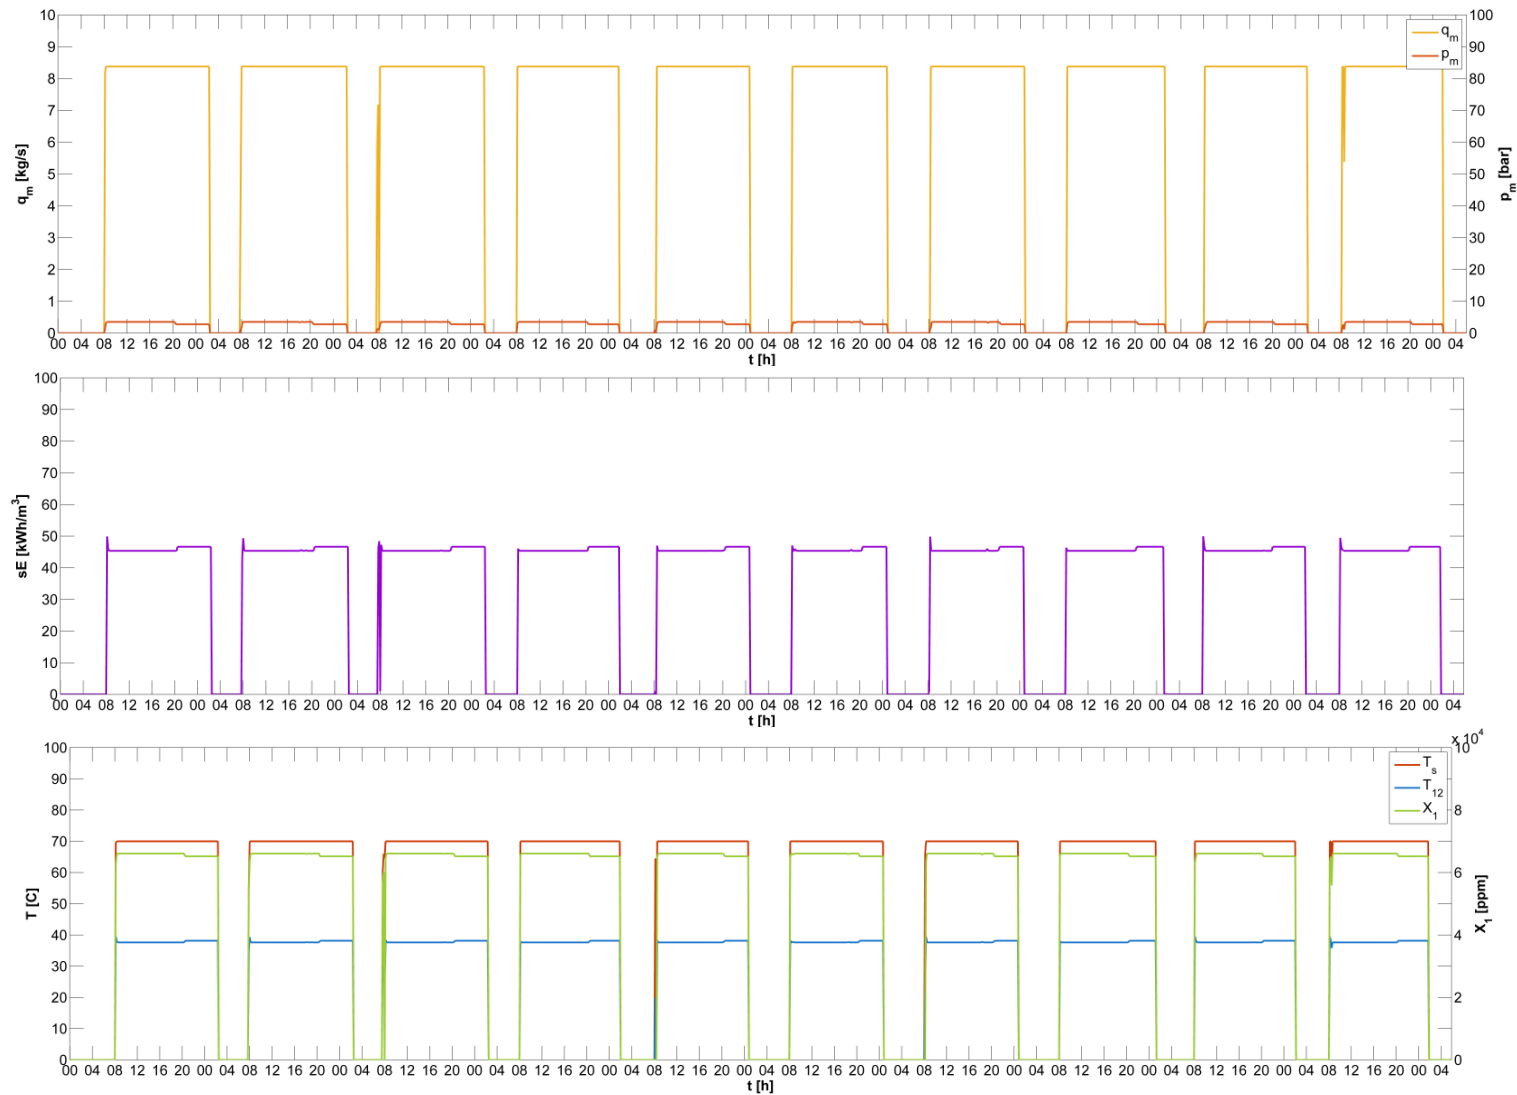 10 100
9 90
8 80
7 70
6 60
5 50
4 40
3 30
2 20
1 10
0 0
q_m [kg/s]
p_m [bar]
q_m
p_m
00 04 08 12 16 20 00 04 08 12 16 20 00 04 08 12 16 20 00 04 08 12 16 20 00 04 08 12 16 20 00 04 08 12 16 20 00 04 08 12 16 20 00 04 08 12 16 20 00 04 08 12 16 20 00 04 08 12 16 20 00 04
t [h]
100
90
80
70
60
50
40
30
20
10
0
sE [kWh/m³]
00 04 08 12 16 20 00 04 08 12 16 20 00 04 08 12 16 20 00 04 08 12 16 20 00 04 08 12 16 20 00 04 08 12 16 20 00 04 08 12 16 20 00 04 08 12 16 20 00 04 08 12 16 20 00 04 08 12 16 20 00 04
t [h]
x 10⁴
100 10
90
80 8
70
60 6
50
40 4
30
20 2
10
0 0
T [C]
X_1 [ppm]
T_s
T_12
X_1
00 04 08 12 16 20 00 04 08 12 16 20 00 04 08 12 16 20 00 04 08 12 16 20 00 04 08 12 16 20 00 04 08 12 16 20 00 04 08 12 16 20 00 04 08 12 16 20 00 04 08 12 16 20 00 04 08 12 16 20 00 04
t [h]